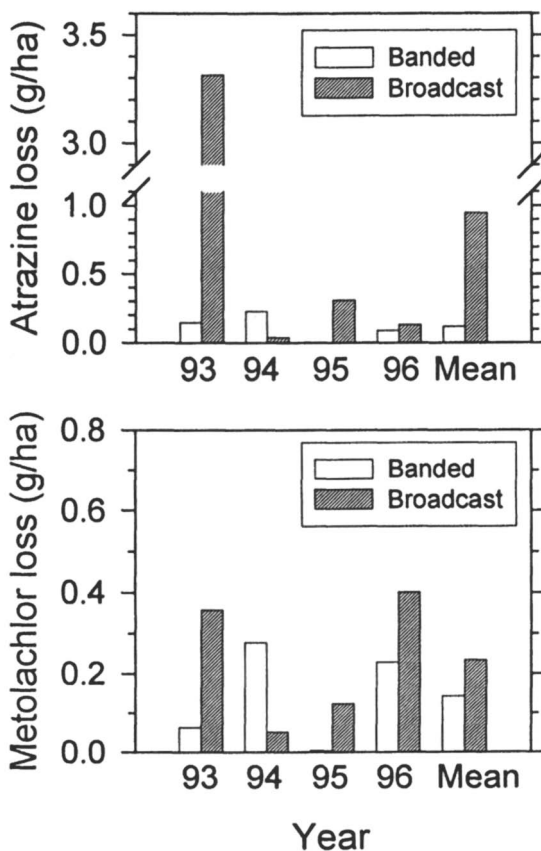 Atrazine loss (g/ha)
3.5
3.0
1.0
0.5
0.0
Banded
Broadcast
93 94 95 96 Mean
Metolachlor loss (g/ha)
0.8
0.6
0.4
0.2
0.0
Banded
Broadcast
93 94 95 96 Mean
Year